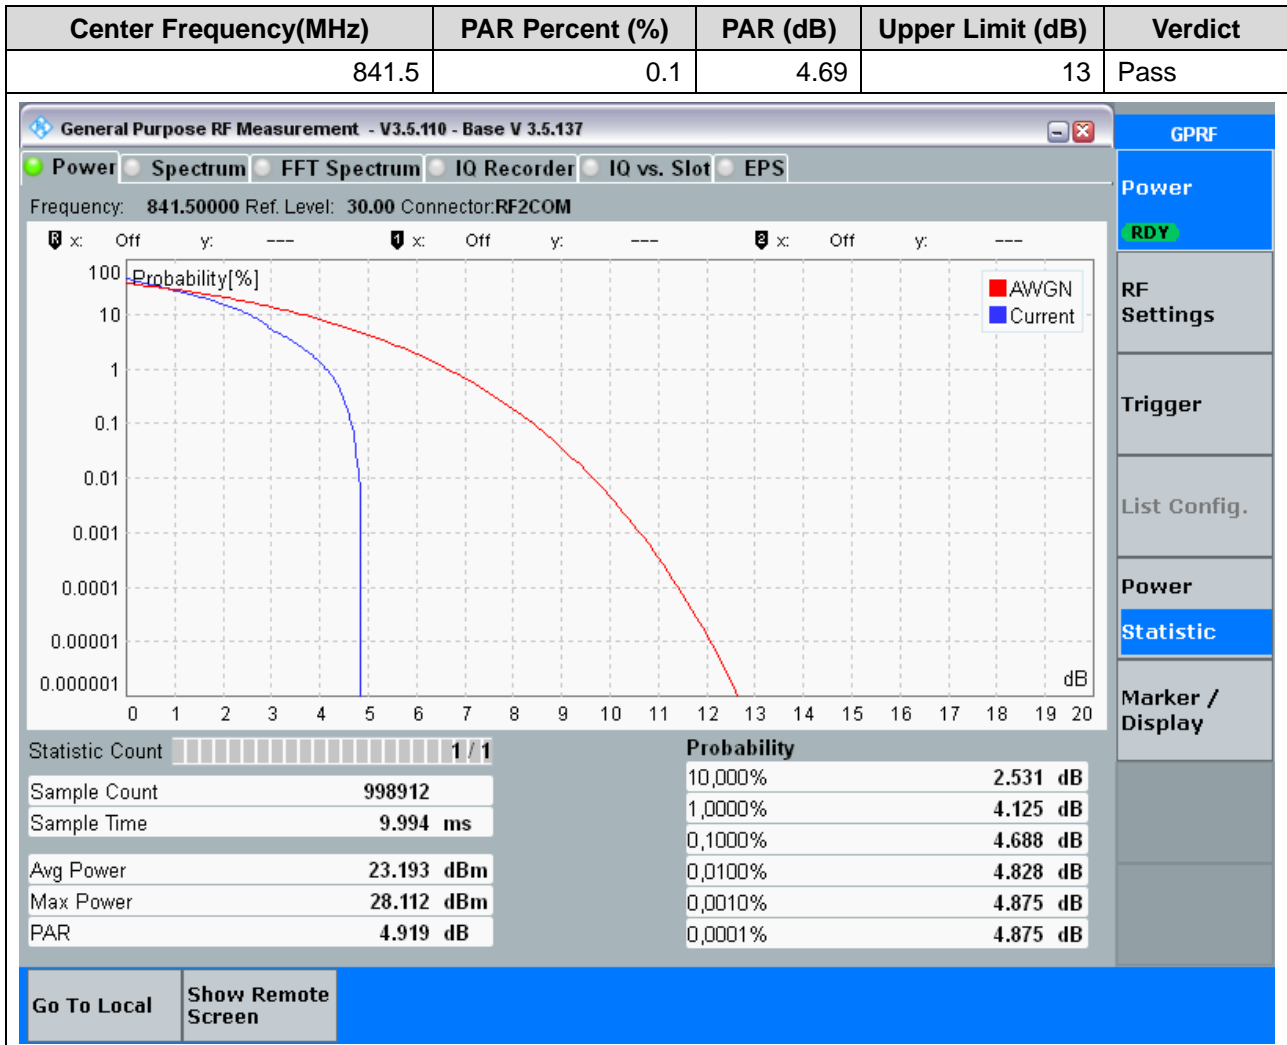 Center Frequency(MHz) PAR Percent (%) PAR (dB) Upper Limit (dB) Verdict
841.5 0.1 4.69 13 Pass
General Purpose RF Measurement - V3.5.110 - Base V 3.5.137
GPRF
Power Spectrum FFT Spectrum IQ Recorder IQ vs. Slot EPS
Power
RDY
Frequency: 841.50000 Ref. Level: 30.00 Connector:RF2COM
R x: Off y: --- 1 x: Off y: --- 2 x: Off y: ---
Probability[%]
100
10
1
0.1
0.01
0.001
0.0001
0.00001
0.000001
AWGN
Current
dB
0 1 2 3 4 5 6 7 8 9 10 11 12 13 14 15 16 17 18 19 20
RF
Settings
Trigger
List Config.
Power
Statistic
Marker /
Display
Statistic Count 1 / 1
Sample Count 998912
Sample Time 9.994 ms
Avg Power 23.193 dBm
Max Power 28.112 dBm
PAR 4.919 dB
Probability
10,000% 2.531 dB
1,0000% 4.125 dB
0,1000% 4.688 dB
0,0100% 4.828 dB
0,0010% 4.875 dB
0,0001% 4.875 dB
Go To Local
Show Remote
Screen